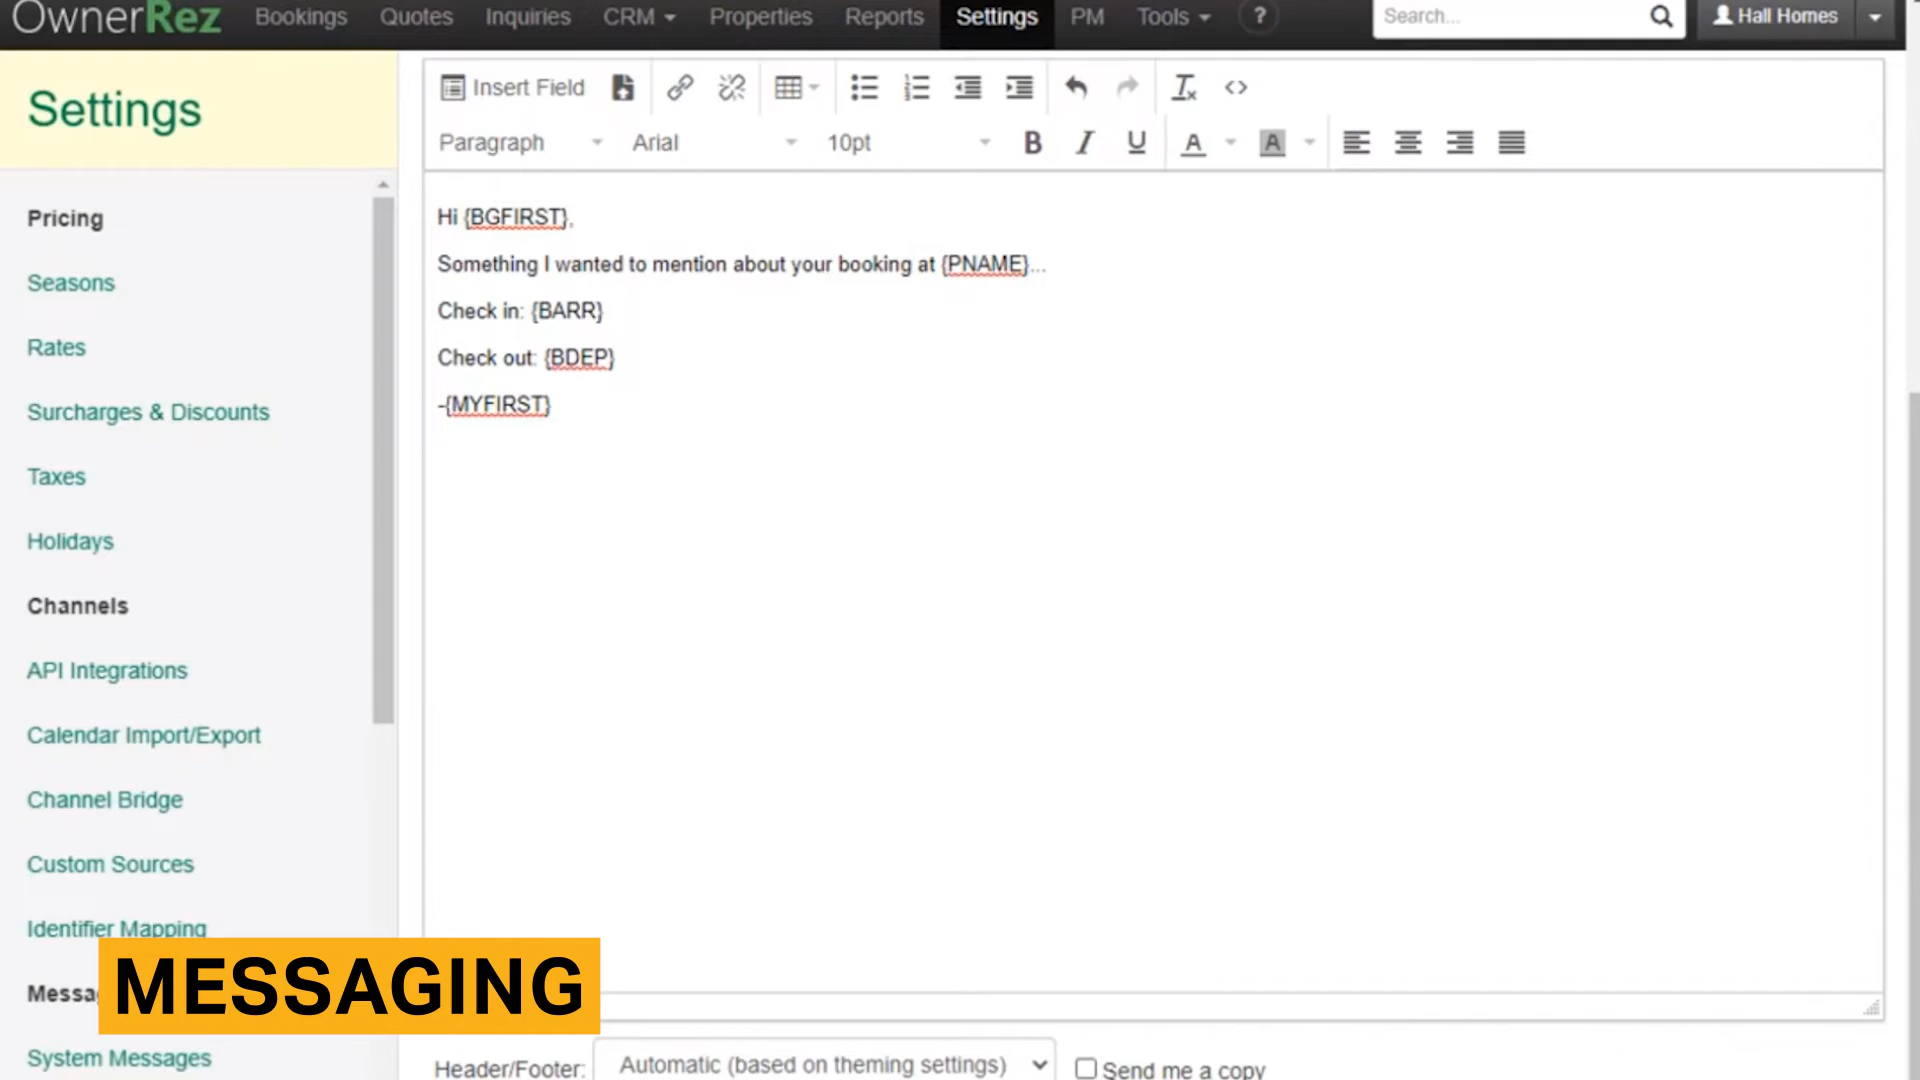 OwnerRez Bookings Quotes Inquiries CRM Properties Reports Settings PM Tools ? Search... Hall Homes
Settings
Pricing
Seasons
Rates
Surcharges & Discounts
Taxes
Holidays
Channels
API Integrations
Calendar Import/Export
Channel Bridge
Custom Sources
Identifier Mapping
Messa
System Messages
Insert Field
Paragraph Arial 10pt B I U A A
Hi {BGFIRST},
Something I wanted to mention about your booking at {PNAME}...
Check in: {BARR}
Check out: {BDEP}
-{MYFIRST}
MESSAGING
Header/Footer: Automatic (based on theming settings) Send me a copy